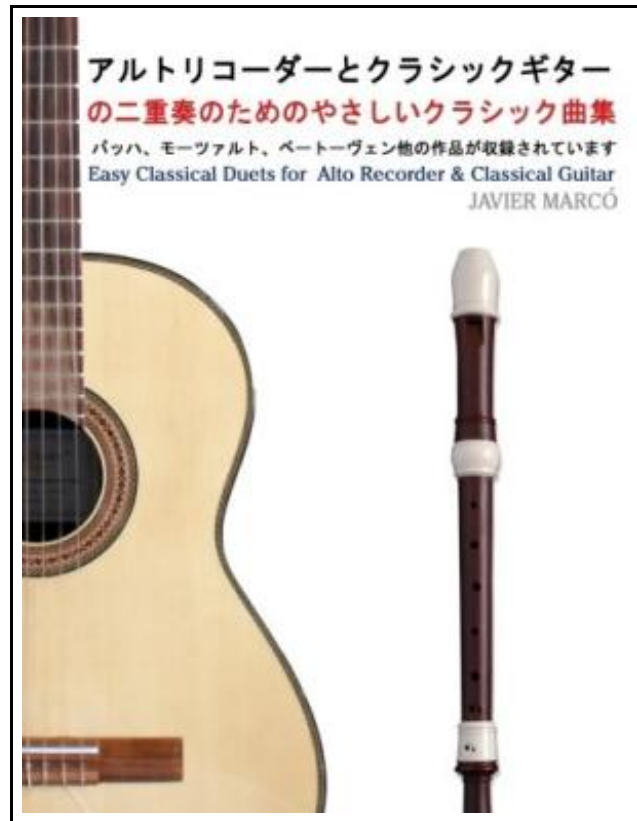 アルトリコーダーとクラシックギター
の二重奏のためのやさしいクラシック曲集
バッハ、モーツァルト、ベートーヴェン他の作品が収録されています
Easy Classical Duets for Alto Recorder & Classical Guitar
JAVIER MARCÓ